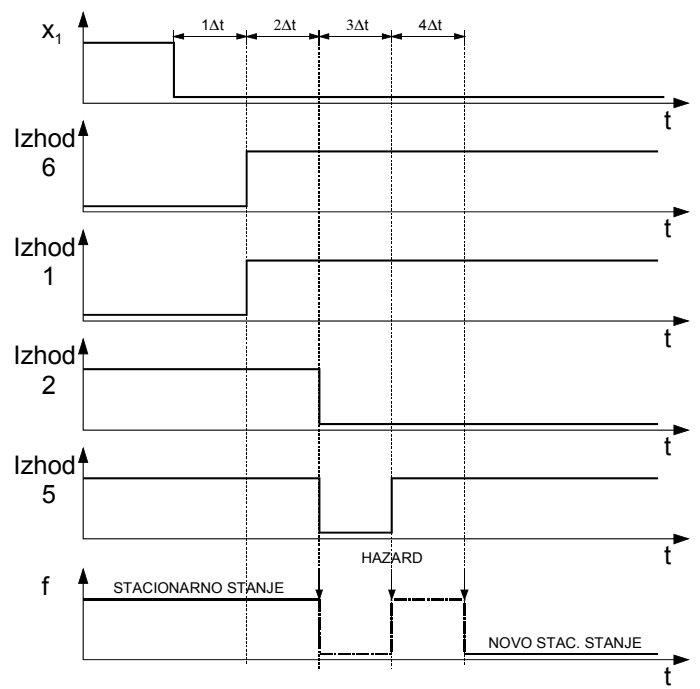 1Δt 2Δt 3Δt 4Δt
x₁
t
Izhod
6
t
Izhod
1
t
Izhod
2
t
Izhod
5
t
HAZARD
f
STACIONARNO STANJE
NOVO STAC. STANJE
t